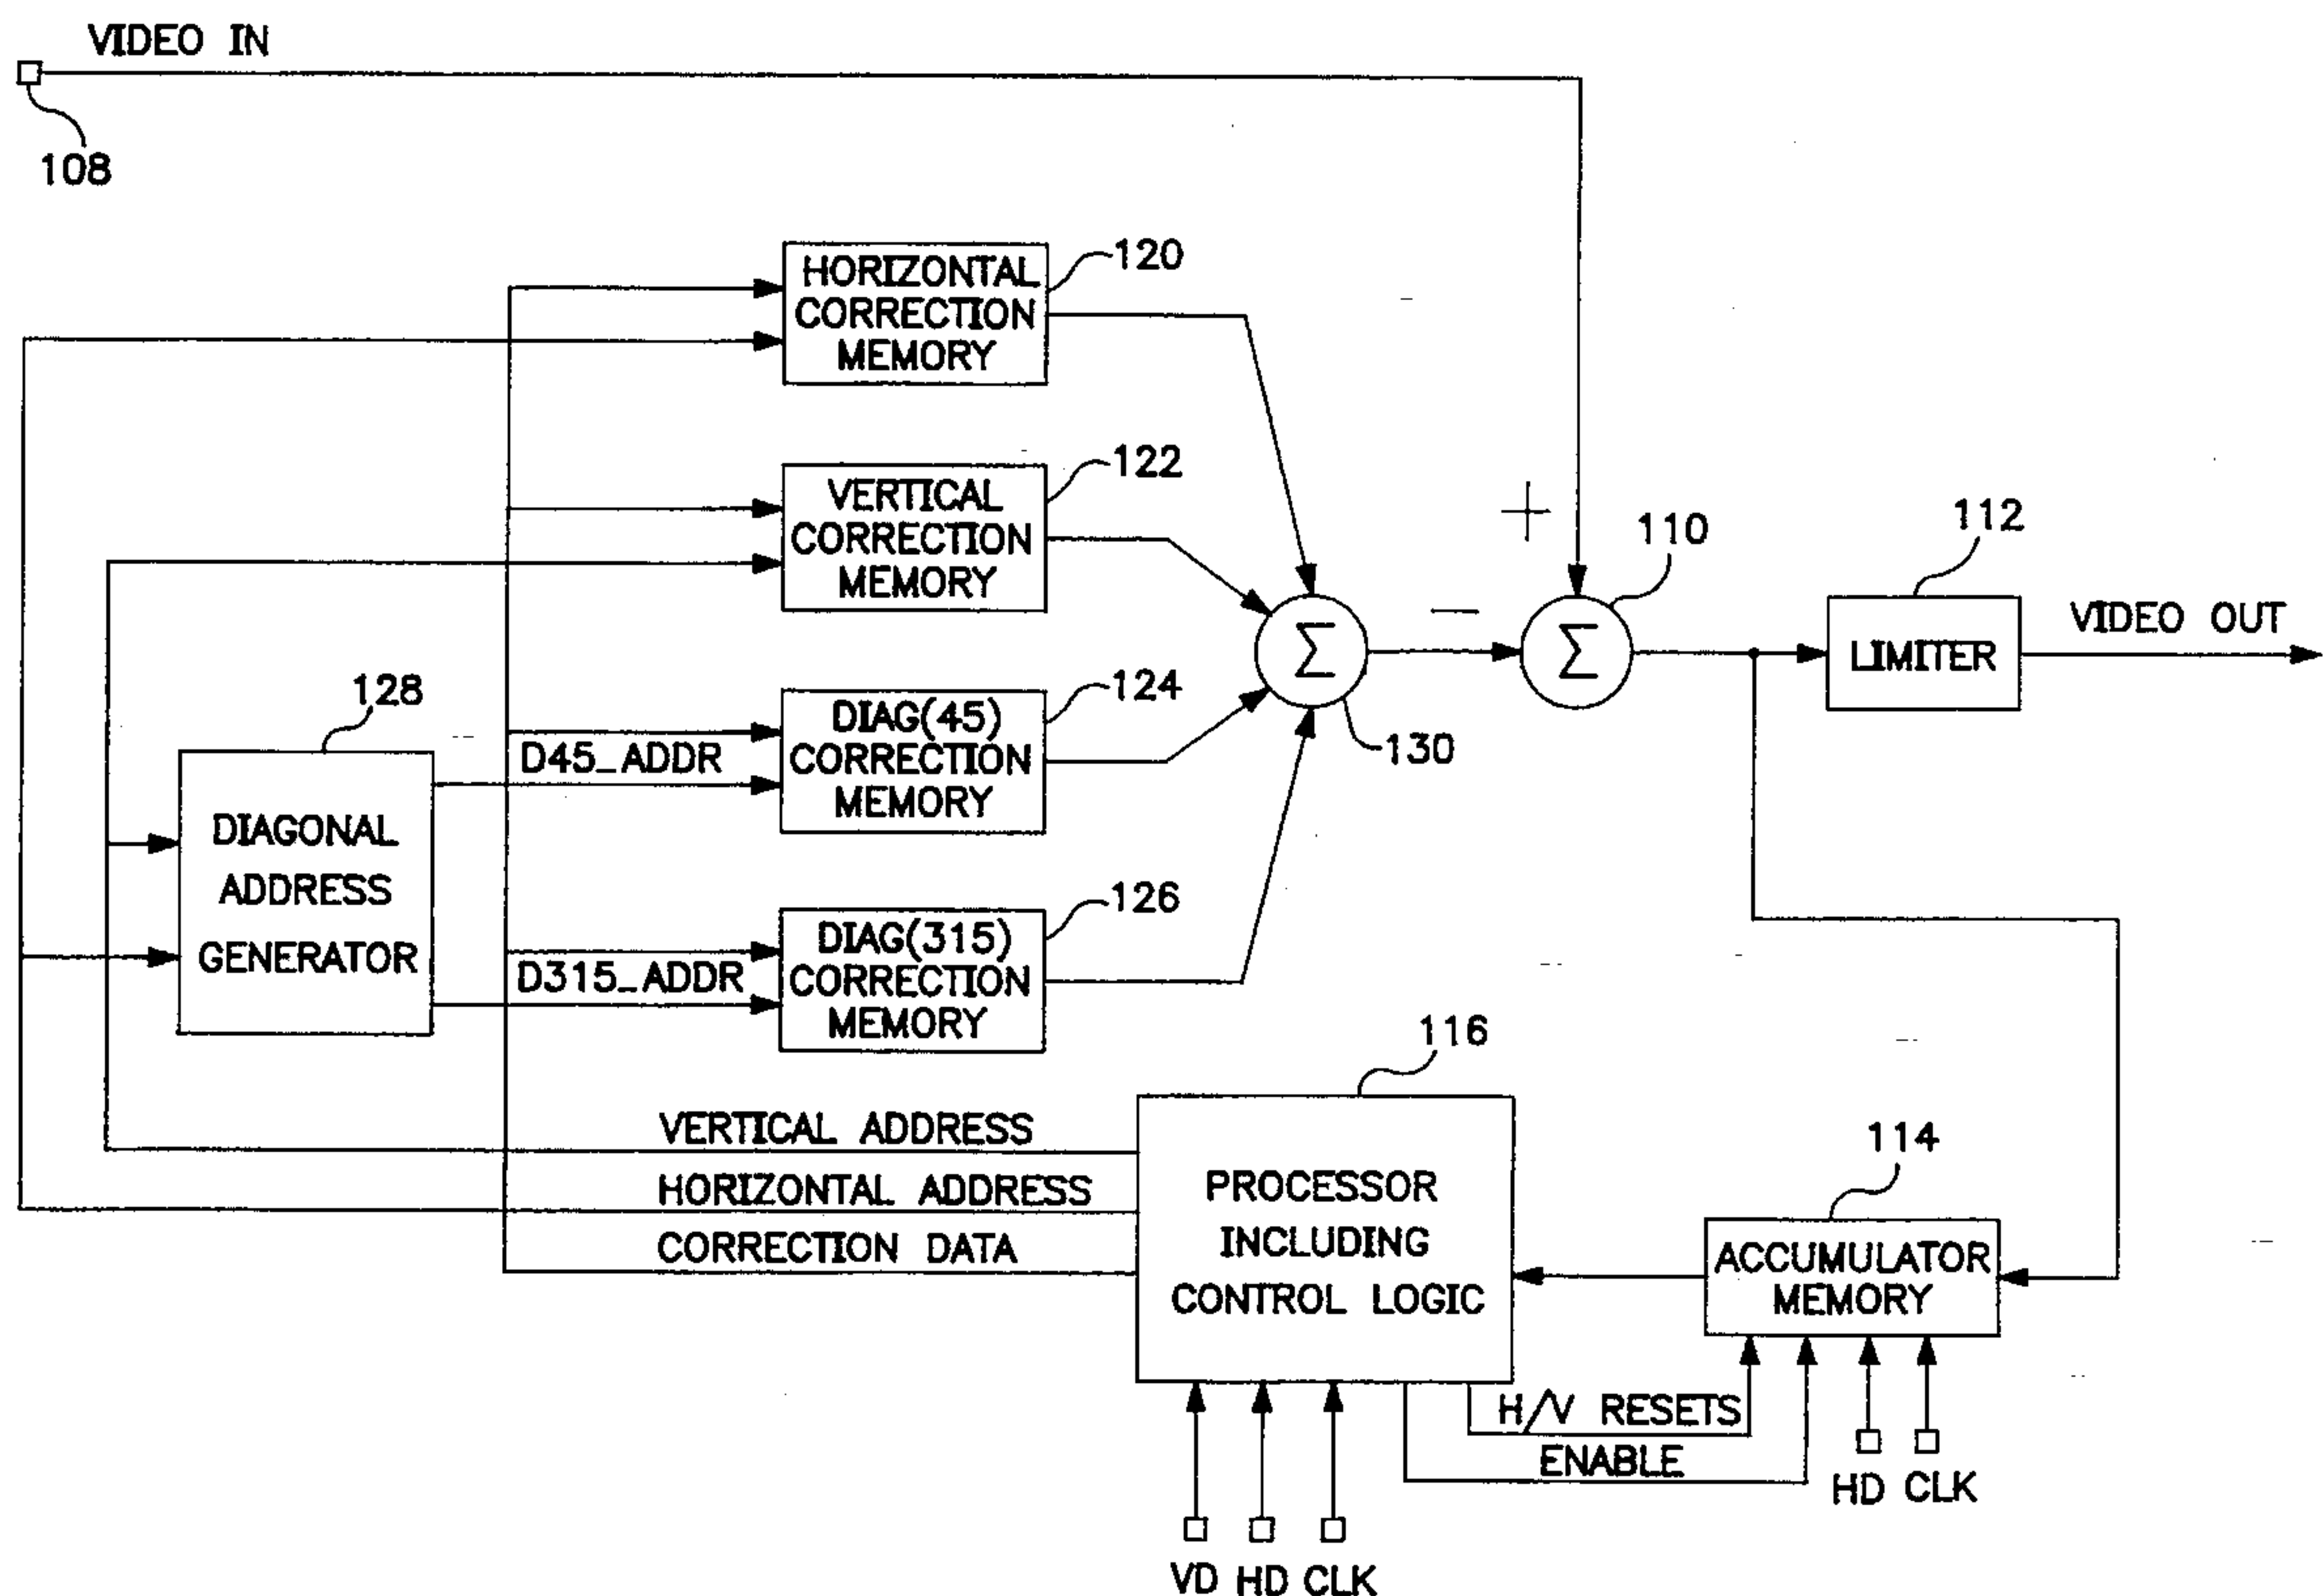 VIDEO IN
108
HORIZONTAL
CORRECTION
MEMORY
120
VERTICAL
CORRECTION
MEMORY
122
+
−
Σ
130
Σ
110
LIMITER
112
VIDEO OUT
DIAG(45)
CORRECTION
MEMORY
124
D45_ADDR
128
DIAGONAL
ADDRESS
GENERATOR
DIAG(315)
CORRECTION
MEMORY
126
D315_ADDR
116
PROCESSOR
INCLUDING
CONTROL LOGIC
VERTICAL ADDRESS
HORIZONTAL ADDRESS
CORRECTION DATA
114
ACCUMULATOR
MEMORY
H/V RESETS
ENABLE
HD CLK
VD HD CLK